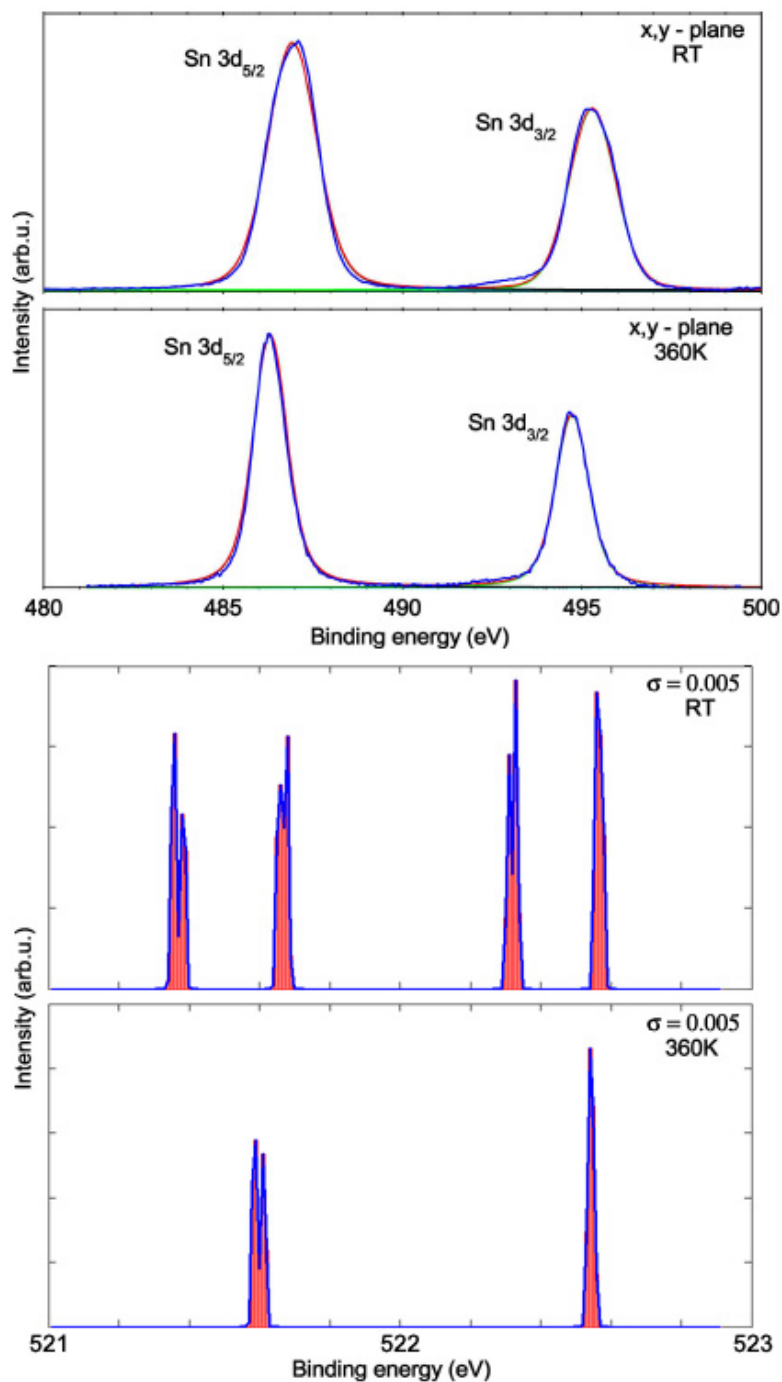 x,y - plane
RT
Sn 3d5/2
Sn 3d3/2
x,y - plane
360K
Sn 3d5/2
Sn 3d3/2
Intensity (arb.u.)
480 485 490 495 500
Binding energy (eV)
σ = 0.005
RT
σ = 0.005
360K
Intensity (arb.u.)
521 522 523
Binding energy (eV)